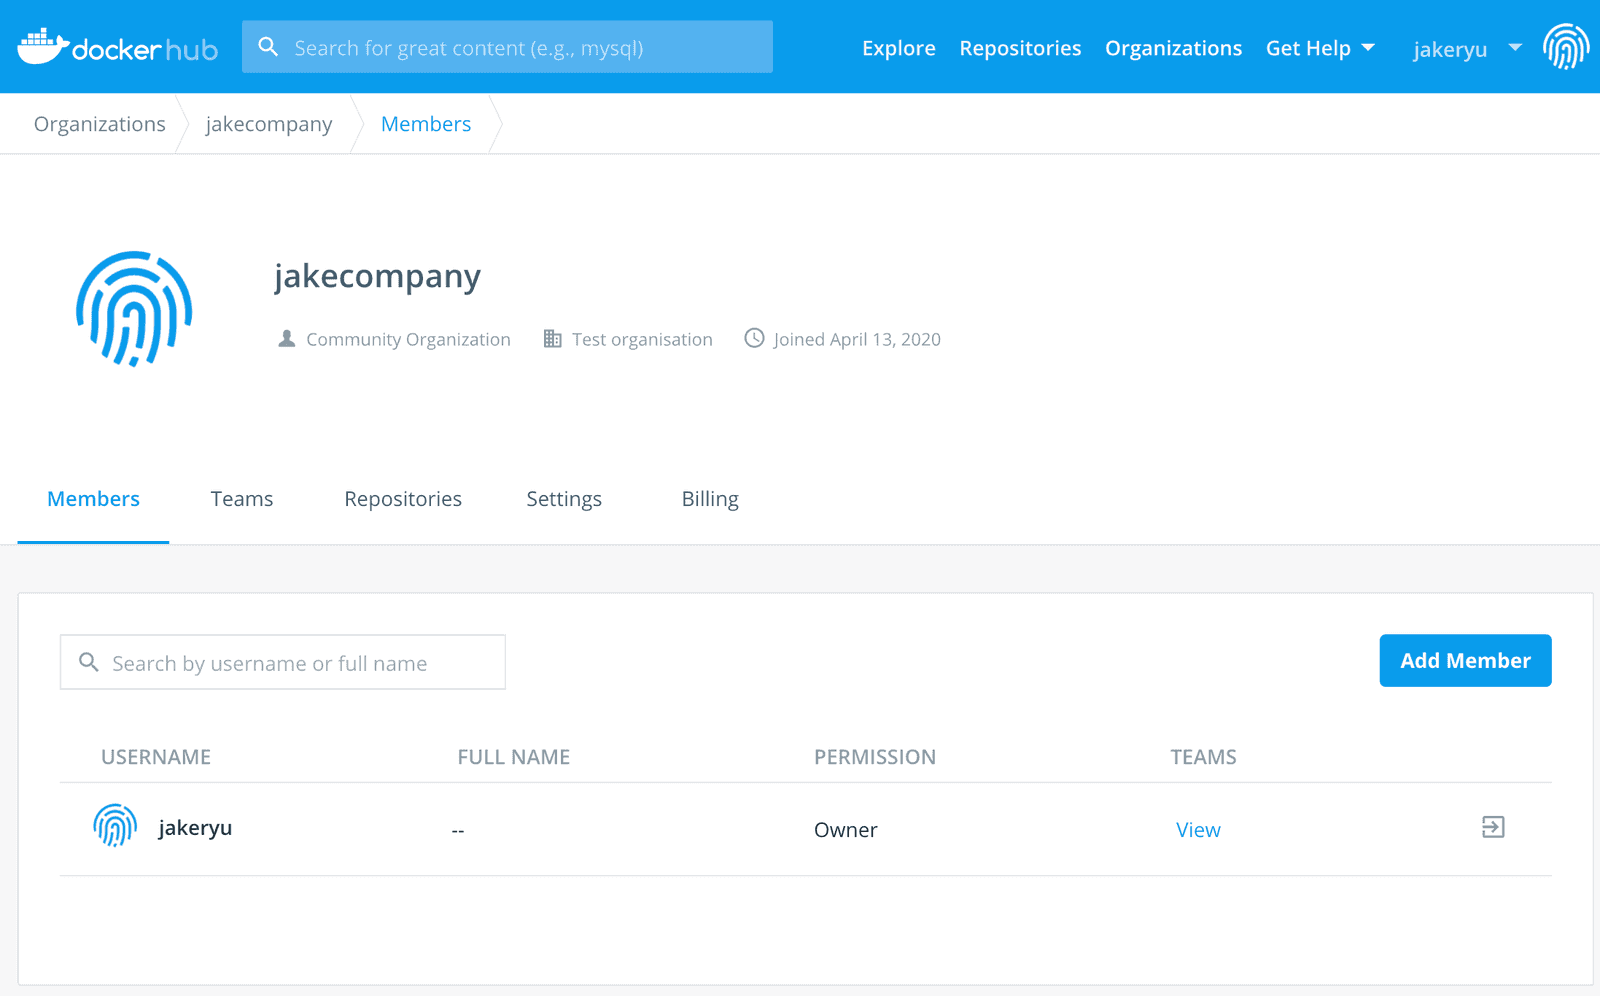 docker hub
Search for great content (e.g., mysql)
Explore Repositories Organizations Get Help jakeryu
Organizations jakecompany Members
jakecompany
Community Organization Test organisation Joined April 13, 2020
Members Teams Repositories Settings Billing
Search by username or full name
Add Member
USERNAME FULL NAME PERMISSION TEAMS
jakeryu -- Owner View